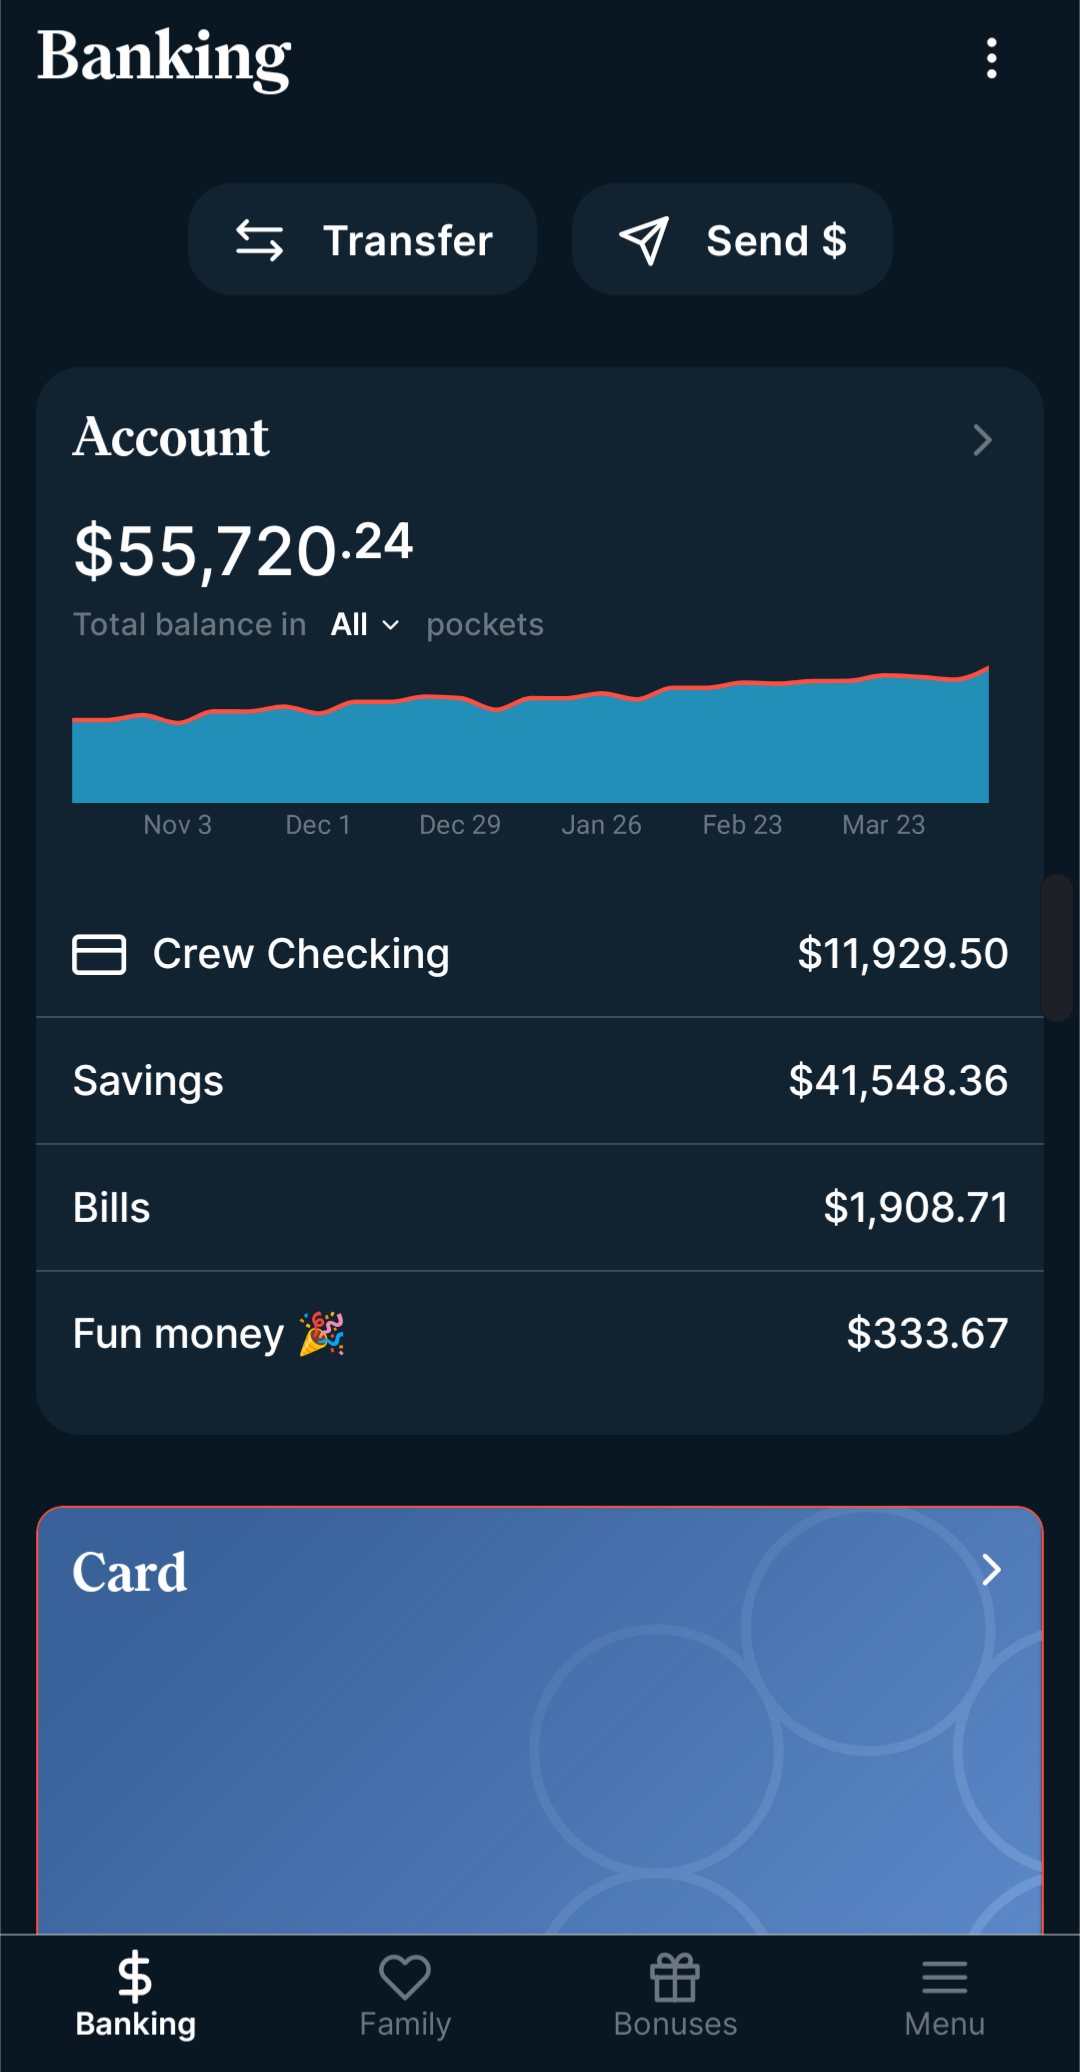 Banking
Transfer
Send $
Account
$55,720.24
Total balance in All pockets
Nov 3 Dec 1 Dec 29 Jan 26 Feb 23 Mar 23
Crew Checking $11,929.50
Savings $41,548.36
Bills $1,908.71
Fun money 🎉 $333.67
Card
Banking Family Bonuses Menu